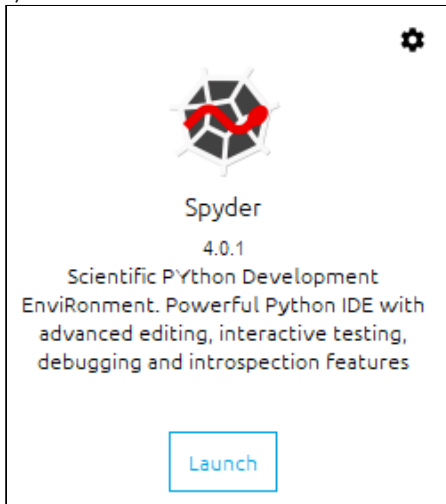 Spyder
4.0.1
Scientific PYthon Development
EnviRonment. Powerful Python IDE with
advanced editing, interactive testing,
debugging and introspection features
Launch